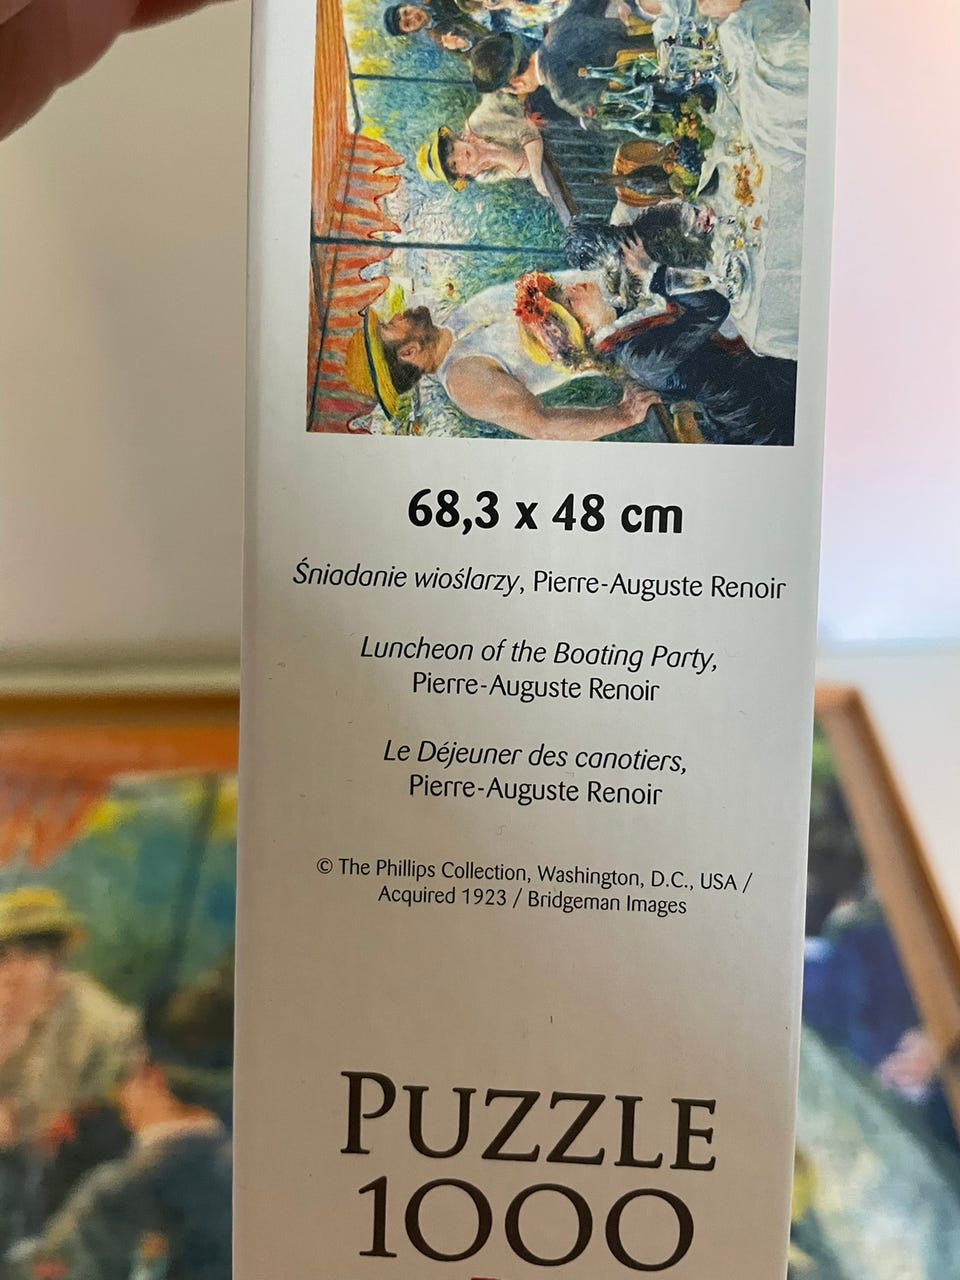 68,3 x 48 cm
Śniadanie wioślarzy, Pierre-Auguste Renoir
Luncheon of the Boating Party,
Pierre-Auguste Renoir
Le Déjeuner des canotiers,
Pierre-Auguste Renoir
© The Phillips Collection, Washington, D.C., USA /
Acquired 1923 / Bridgeman Images
PUZZLE
1000